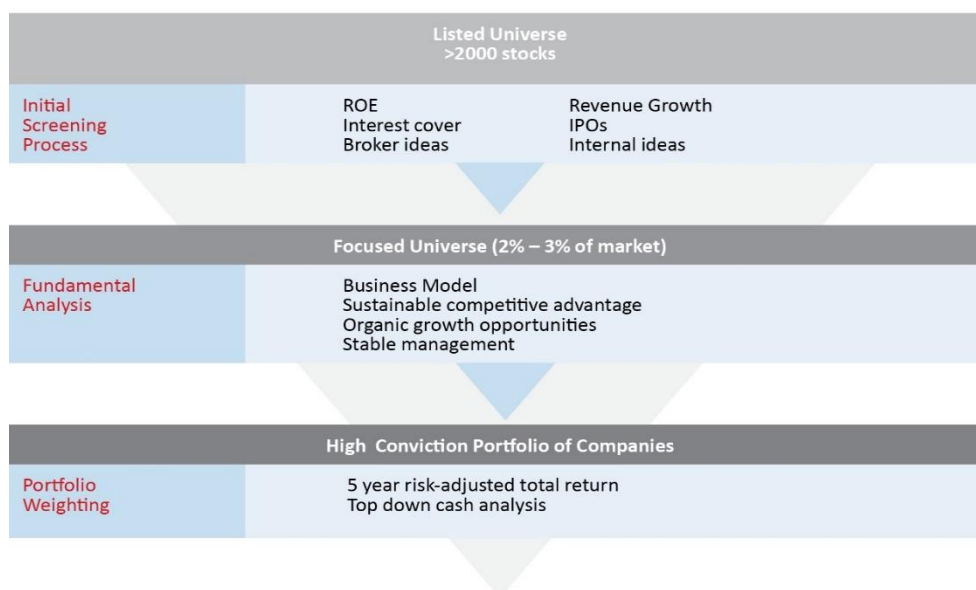 Listed Universe
>2000 stocks
Initial
Screening
Process
ROE
Interest cover
Broker ideas
Revenue Growth
IPOs
Internal ideas
Focused Universe (2% – 3% of market)
Fundamental
Analysis
Business Model
Sustainable competitive advantage
Organic growth opportunities
Stable management
High Conviction Portfolio of Companies
Portfolio
Weighting
5 year risk-adjusted total return
Top down cash analysis